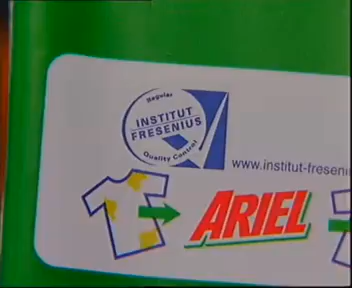 Regular
INSTITUT
FRESENIUS
Quality Control
www.institut-freseni
ARIEL